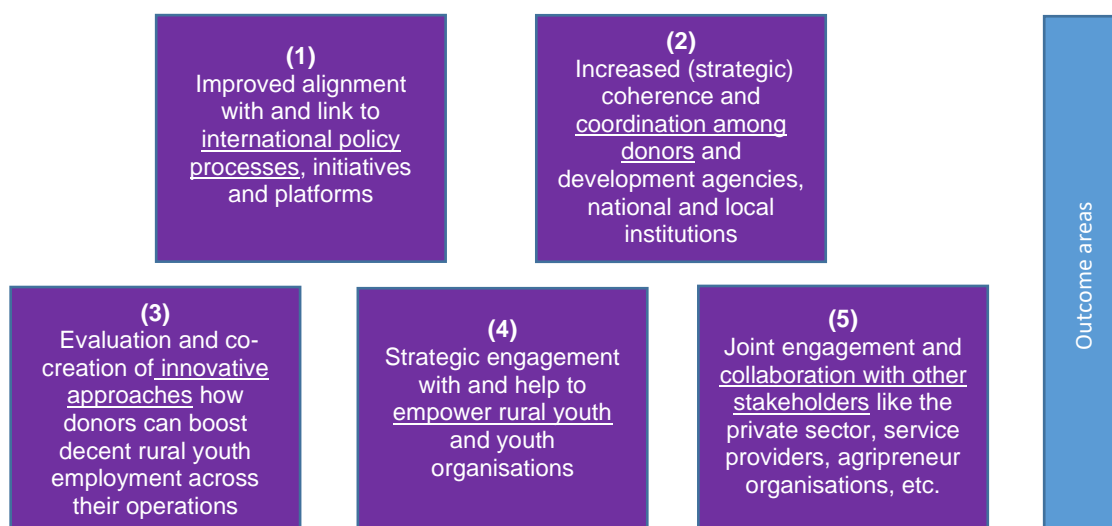 (1)
Improved alignment
with and link to
international policy
processes, initiatives
and platforms
(2)
Increased (strategic)
coherence and
coordination among
donors and
development agencies,
national and local
institutions
(3)
Evaluation and co-
creation of innovative
approaches how
donors can boost
decent rural youth
employment across
their operations
(4)
Strategic engagement
with and help to
empower rural youth
and youth
organisations
(5)
Joint engagement and
collaboration with other
stakeholders like the
private sector, service
providers, agripreneur
organisations, etc.
Outcome areas